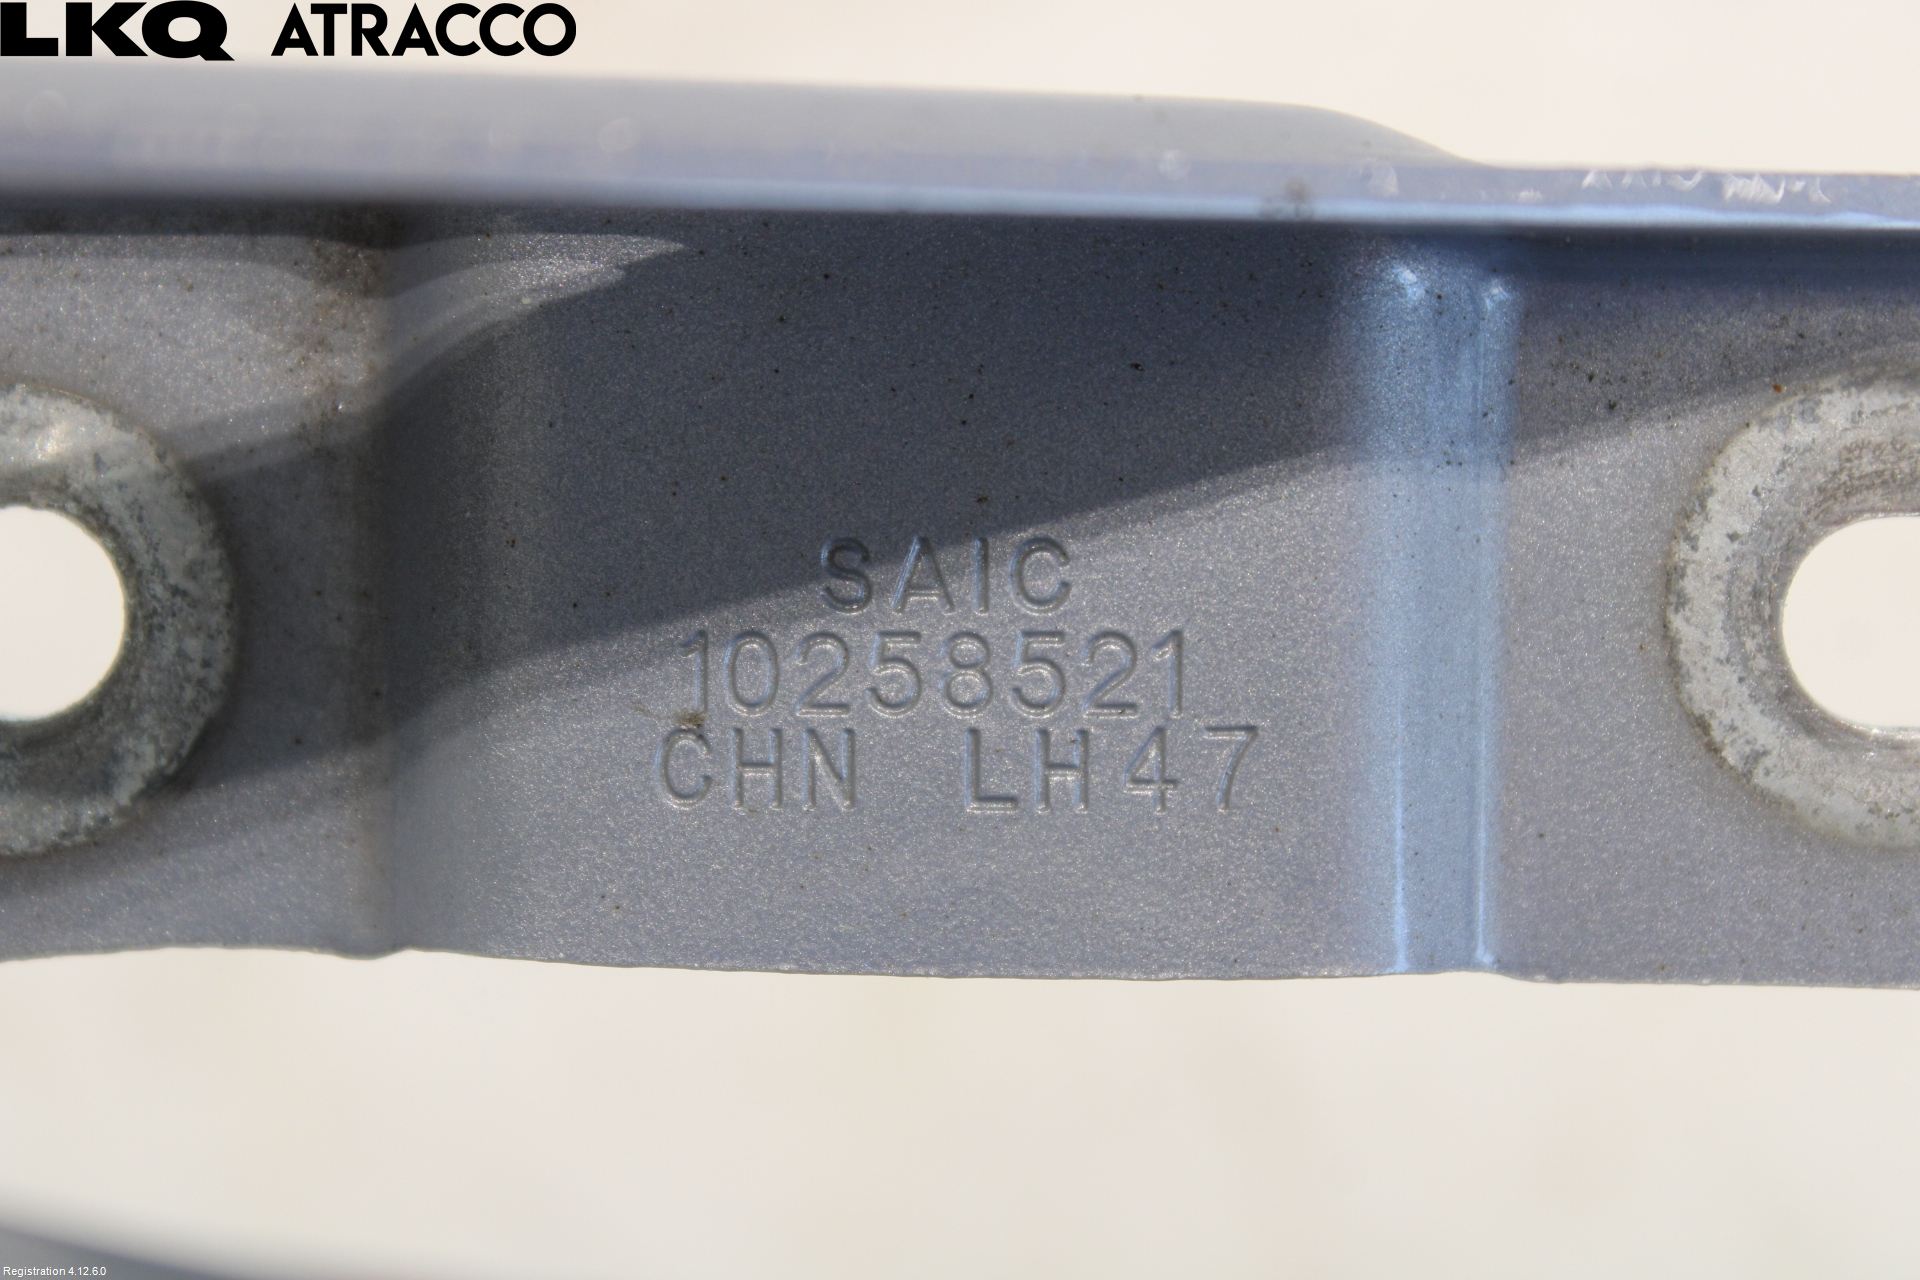 LKQ ATRACCO
SAIC
10258521
CHN LH47
Registration 4.12.6.0